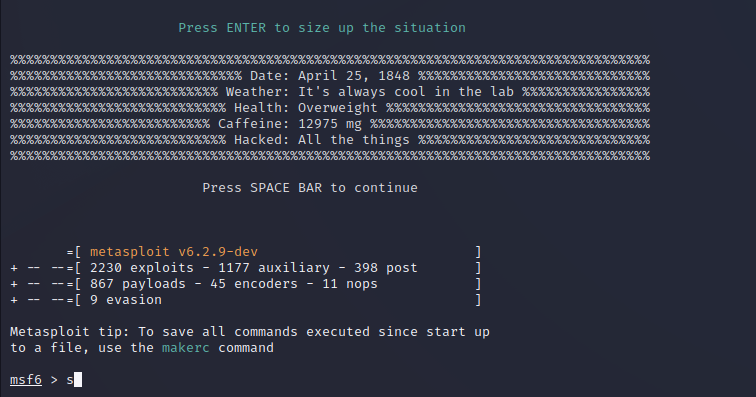 Press ENTER to size up the situation
%%%%%%%%%%%%%%%%%%%%%%%%%%%%%%%%%%%%%%%%%%%%%%%%%%%%%%%%%%%%%%%%%%%%%%%%%%%%%%%%%%
%%%%%%%%%%%%%%%%%%%%%%%%%%%%% Date: April 25, 1848 %%%%%%%%%%%%%%%%%%%%%%%%%%%%%
%%%%%%%%%%%%%%%%%%%%%%%%%% Weather: It's always cool in the lab %%%%%%%%%%%%%%%%
%%%%%%%%%%%%%%%%%%%%%%%%%%% Health: Overweight %%%%%%%%%%%%%%%%%%%%%%%%%%%%%%%%%
%%%%%%%%%%%%%%%%%%%%%%%%% Caffeine: 12975 mg %%%%%%%%%%%%%%%%%%%%%%%%%%%%%%%%%%%
%%%%%%%%%%%%%%%%%%%%%%%%%%% Hacked: All the things %%%%%%%%%%%%%%%%%%%%%%%%%%%%%
%%%%%%%%%%%%%%%%%%%%%%%%%%%%%%%%%%%%%%%%%%%%%%%%%%%%%%%%%%%%%%%%%%%%%%%%%%%%%%%%%%
Press SPACE BAR to continue
=[ metasploit v6.2.9-dev ]
+ -- --=[ 2230 exploits - 1177 auxiliary - 398 post ]
+ -- --=[ 867 payloads - 45 encoders - 11 nops ]
+ -- --=[ 9 evasion ]
Metasploit tip: To save all commands executed since start up
to a file, use the makerc command
msf6 > s